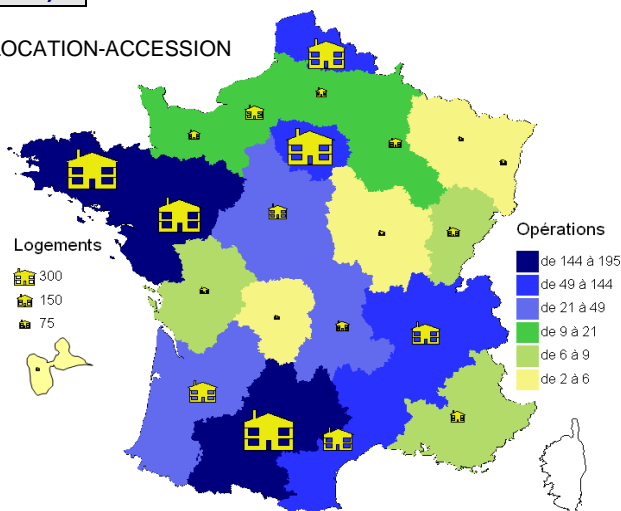 LOCATION-ACCESSION
Logements
300
150
75
Opérations
de 144 à 195
de 49 à 144
de 21 à 49
de 9 à 21
de 6 à 9
de 2 à 6